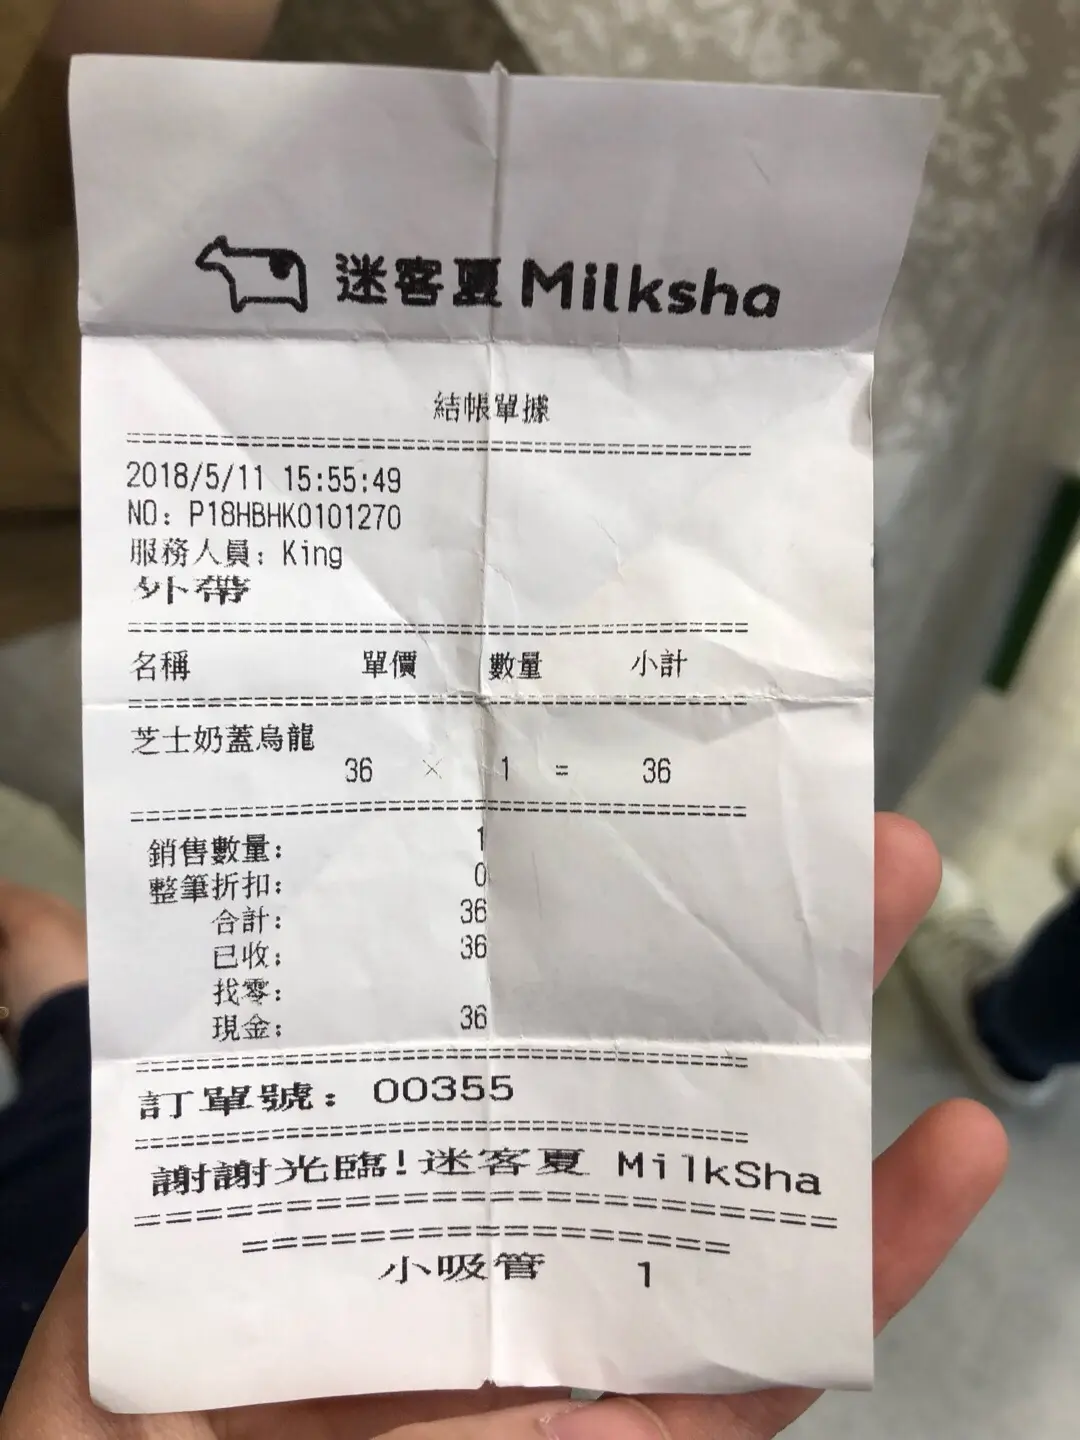 迷客夏 Milksha
結帳單據
==================================================
2018/5/11 15:55:49
NO: P18HBHK0101270
服務人員: King
外帶
==================================================
名稱 單價 數量 小計
==================================================
芝士奶蓋烏龍
36 × 1 = 36
==================================================
銷售數量: 1
整筆折扣: 0
合計: 36
已收: 36
找零:
現金: 36
==================================================
訂單號: 00355
==================================================
謝謝光臨!迷客夏 MilkSha
========================
=================
小吸管 1